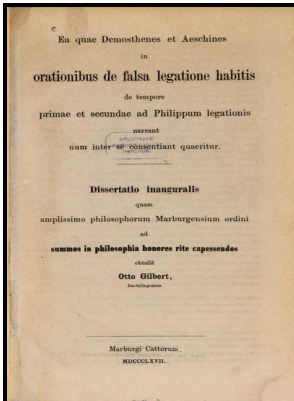 Ea quae Demosthenes et Aeschines
in
orationibus de falsa legatione habitis
de tempore
primae et secundae ad Philippum legationis
narrant
num inter se consentiant quaeritur.
Dissertatio inauguralis
quam
amplissimo philosophorum Marburgensium ordini
ad
summos in philosophia honores rite capessendos
obtulit
Otto Gilbert,
Marburgi Cattorum
MDCCCLXVII.